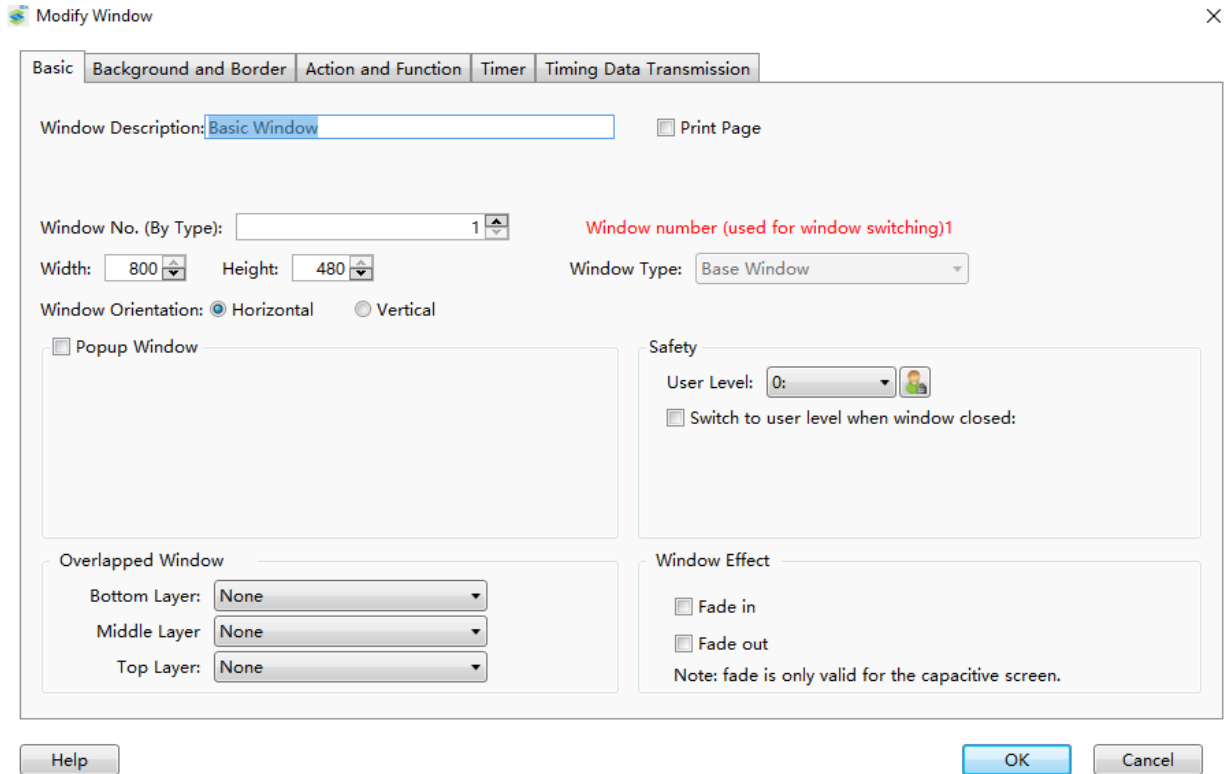 Modify Window
Basic Background and Border Action and Function Timer Timing Data Transmission
Window Description: Basic Window Print Page
Window No. (By Type): 1 Window number (used for window switching)1
Width: 800 Height: 480 Window Type: Base Window
Window Orientation: Horizontal Vertical
Popup Window Safety
User Level: 0:
Switch to user level when window closed:
Overlapped Window Window Effect
Bottom Layer: None
Fade in
Middle Layer None
Fade out
Top Layer: None
Note: fade is only valid for the capacitive screen.
Help OK Cancel